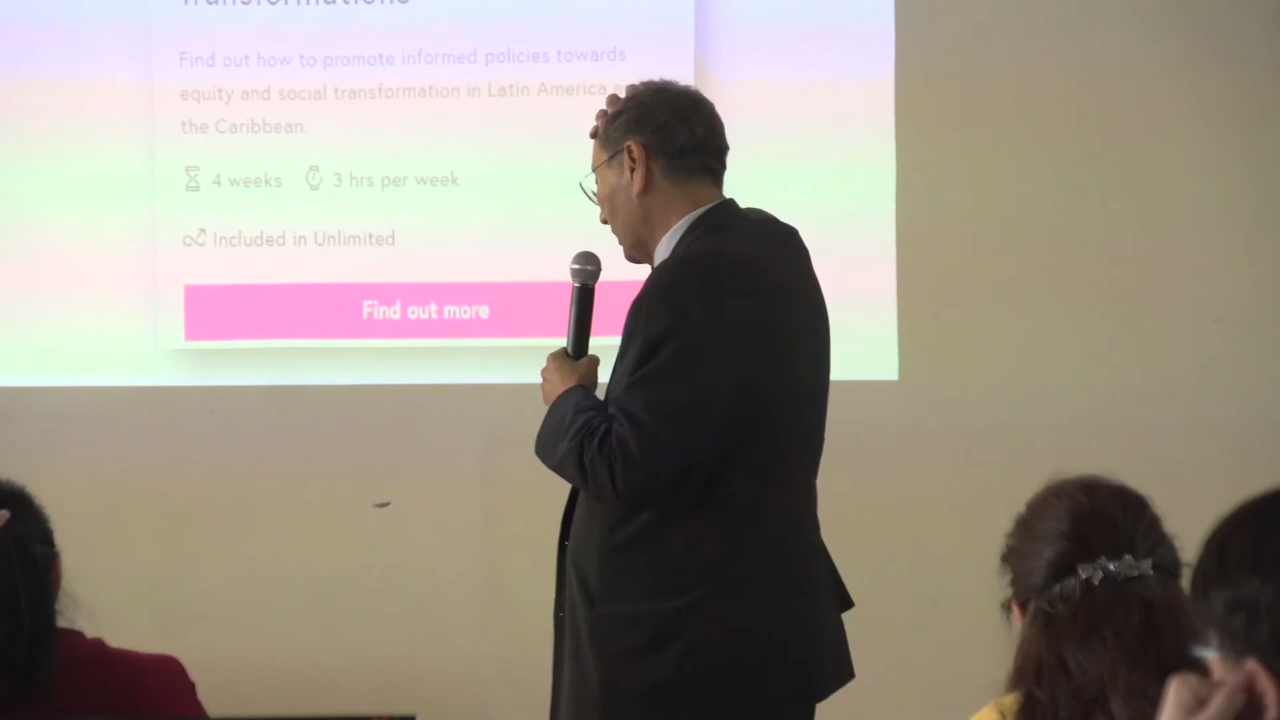 Transformations
Find out how to promote informed policies towards
equity and social transformation in Latin America
the Caribbean.
4 weeks 3 hrs per week
Included in Unlimited
Find out more